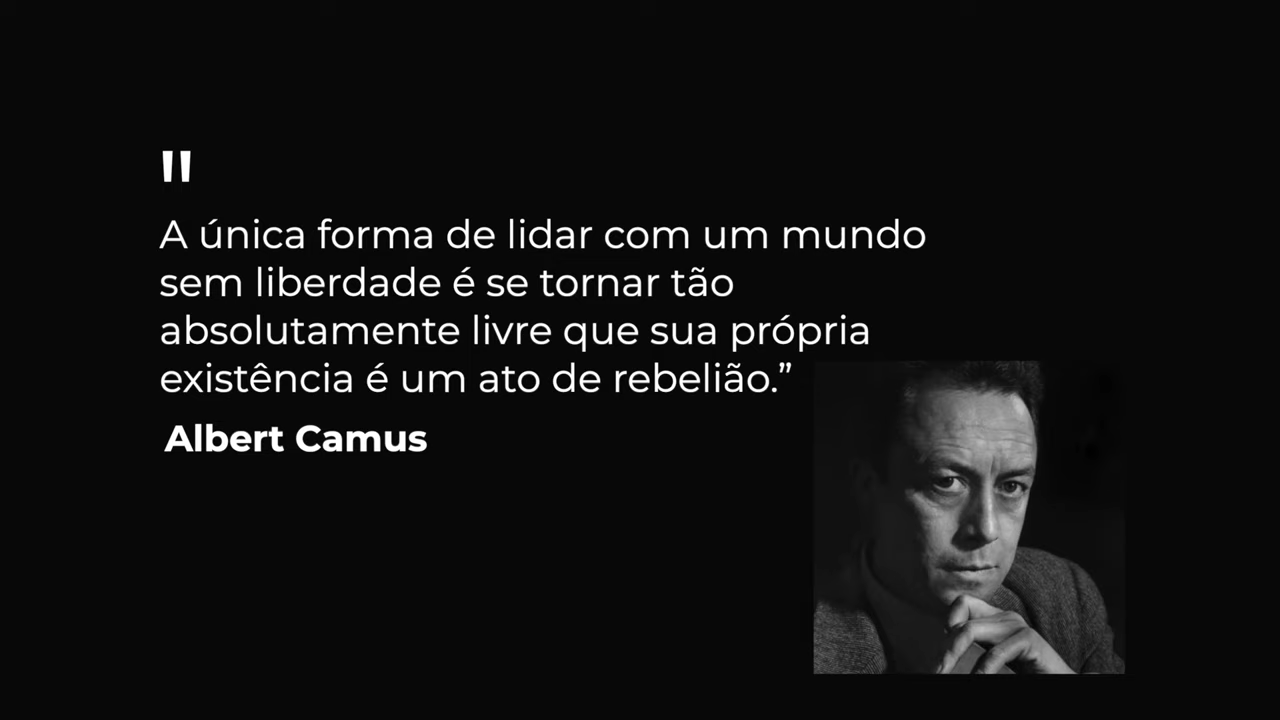 "
A única forma de lidar com um mundo
sem liberdade é se tornar tão
absolutamente livre que sua própria
existência é um ato de rebelião.”
Albert Camus